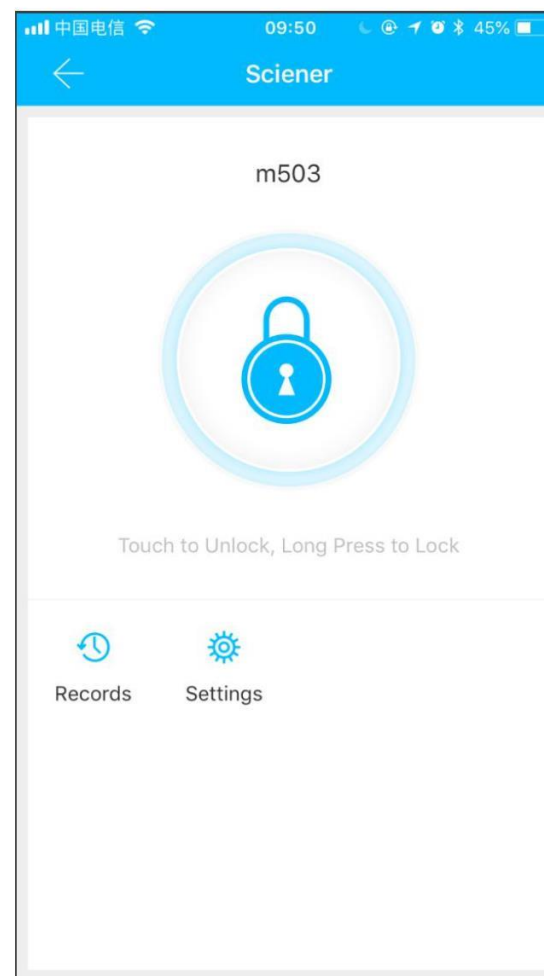 中国电信 09:50 45%
Sciener
m503
Touch to Unlock, Long Press to Lock
Records Settings